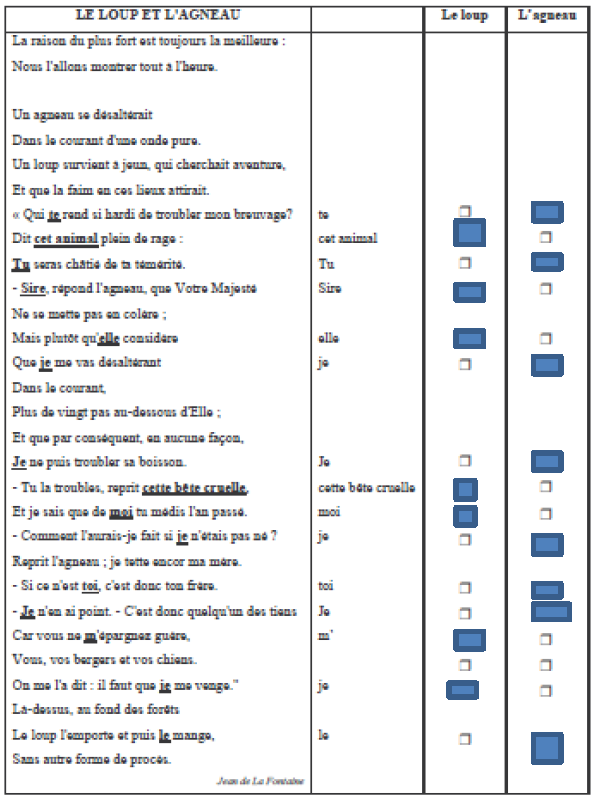 LE LOUP ET L'AGNEAU Le loup L'agneau
La raison du plus fort est toujours la meilleure :
Nous l'allons montrer tout à l'heure.
Un agneau se désaltérait
Dans le courant d'une onde pure.
Un loup survient à jeun, qui cherchait aventure,
Et que la faim en ces lieux attirait.
« Qui te rend si hardi de troubler mon breuvage? te
Dit cet animal plein de rage : cet animal
Tu seras châtié de ta témérité. Tu
- Sire, répond l'agneau, que Votre Majesté Sire
Ne se mette pas en colère ;
Mais plutôt qu'elle considère elle
Que je me vas désaltérant je
Dans le courant,
Plus de vingt pas au-dessous d'Elle ;
Et que par conséquent, en aucune façon,
Je ne puis troubler sa boisson. Je
- Tu la troubles, reprit cette bête cruelle, cette bête cruelle
Et je sais que de moi tu médis l'an passé. moi
- Comment l'aurais-je fait si je n'étais pas né ? je
Reprit l'agneau ; je tette encor ma mère.
- Si ce n'est toi, c'est donc ton frère. toi
- Je n'en ai point. - C'est donc quelqu'un des tiens Je
Car vous ne m'épargnez guère, m'
Vous, vos bergers et vos chiens.
On me l'a dit : il faut que je me venge." je
Là-dessus, au fond des forêts
Le loup l'emporte et puis le mange, le
Sans autre forme de procès.
Jean de La Fontaine